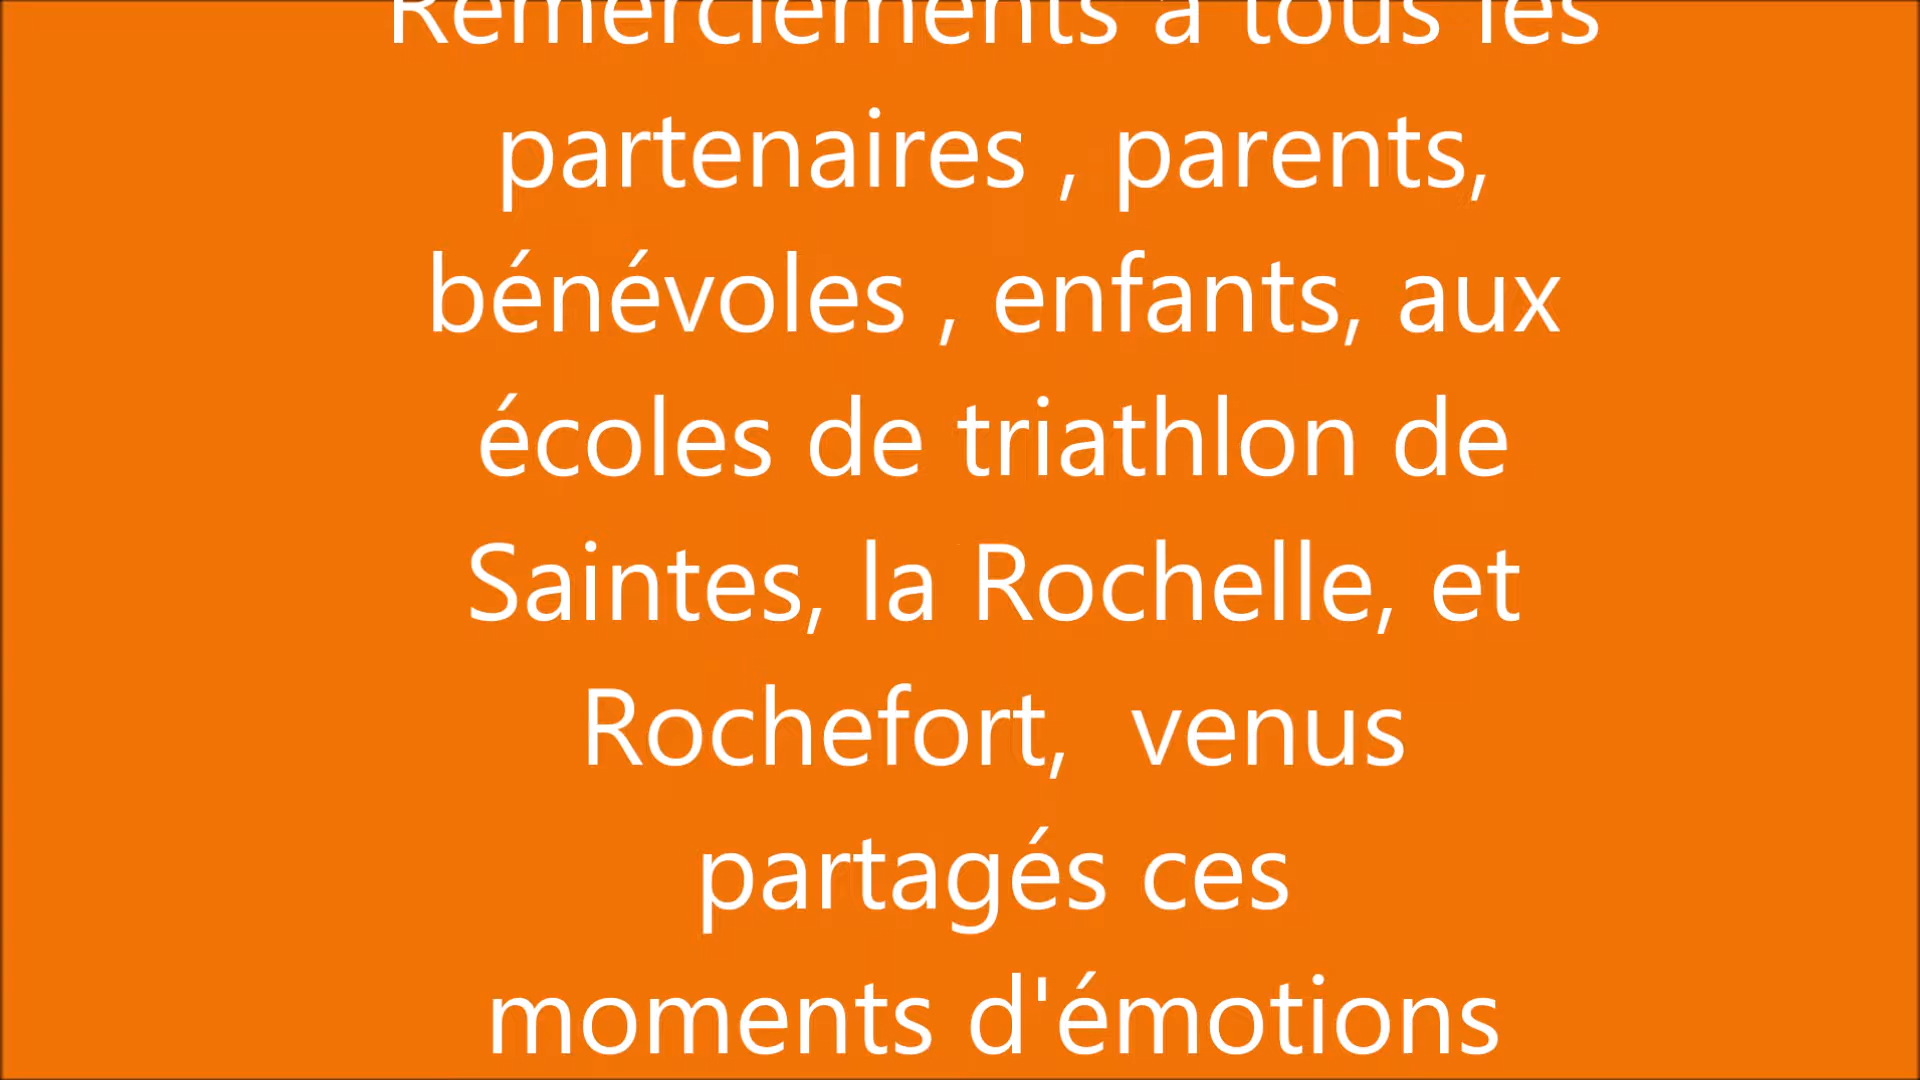 Remerciements à tous les
partenaires , parents,
bénévoles , enfants, aux
écoles de triathlon de
Saintes, la Rochelle, et
Rochefort,  venus
partagés ces
moments d'émotions